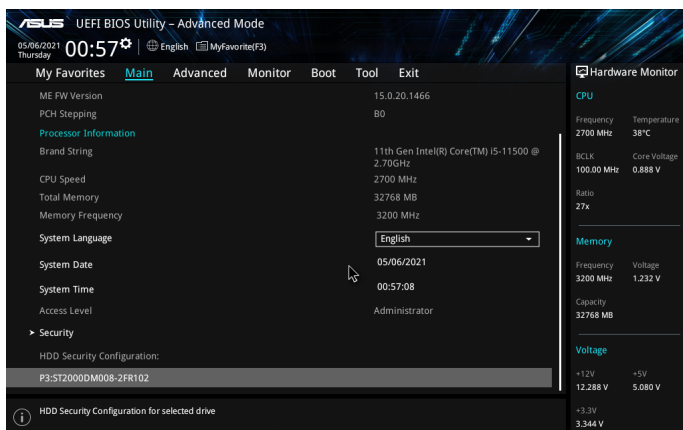 ASUS UEFI BIOS Utility – Advanced Mode
05/06/2021
Thursday
00:57
English
MyFavorite(F3)
My Favorites Main Advanced Monitor Boot Tool Exit
Hardware Monitor
ME FW Version 15.0.20.1466
PCH Stepping B0
Processor Information
Brand String 11th Gen Intel(R) Core(TM) i5-11500 @
2.70GHz
CPU Speed 2700 MHz
Total Memory 32768 MB
Memory Frequency 3200 MHz
System Language English
System Date 05/06/2021
System Time 00:57:08
Access Level Administrator
Security
HDD Security Configuration:
P3:ST2000DM008-2FR102
HDD Security Configuration for selected drive
CPU
Frequency Temperature
2700 MHz 38°C
BCLK Core Voltage
100.00 MHz 0.888 V
Ratio
27x
Memory
Frequency Voltage
3200 MHz 1.232 V
Capacity
32768 MB
Voltage
+12V +5V
12.288 V 5.080 V
+3.3V
3.344 V